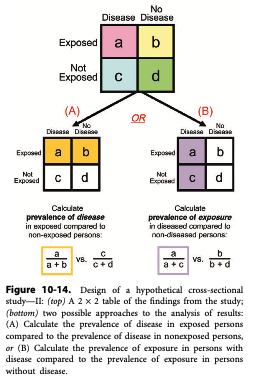 Disease No Disease
Exposed a b
Not Exposed c d
(A) OR (B)
Disease No Disease Disease No Disease
Exposed a b Exposed a b
Not Exposed c d Not Exposed c d
Calculate Calculate
prevalence of disease prevalence of exposure
in exposed compared to in diseased compared to
non-exposed persons: non-diseased persons:
a / a + b vs. c / c + d a / a + c vs. b / b + d
Figure 10-14. Design of a hypothetical cross-sectional
study—II: (top) A 2 × 2 table of the findings from the study;
(bottom) two possible approaches to the analysis of results:
(A) Calculate the prevalence of disease in exposed persons
compared to the prevalence of disease in nonexposed persons,
or (B) Calculate the prevalence of exposure in persons with
disease compared to the prevalence of exposure in persons
without disease.